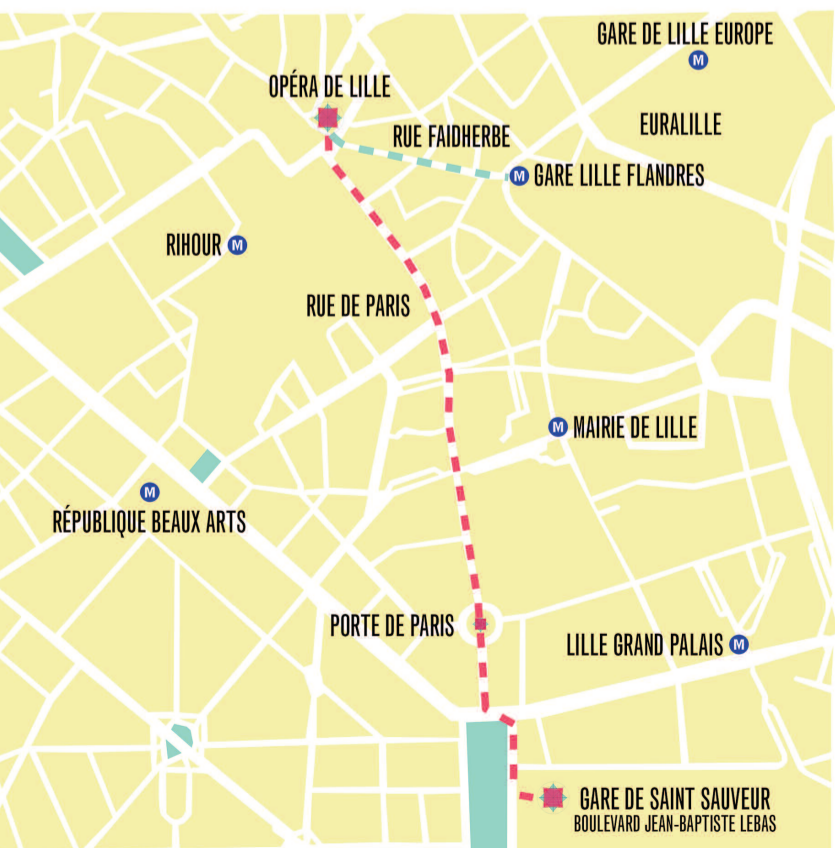 GARE DE LILLE EUROPE
M
OPÉRA DE LILLE
EURALILLE
RUE FAIDHERBE
M GARE LILLE FLANDRES
RIHOUR M
RUE DE PARIS
M MAIRIE DE LILLE
M
RÉPUBLIQUE BEAUX ARTS
PORTE DE PARIS
LILLE GRAND PALAIS M
GARE DE SAINT SAUVEUR
BOULEVARD JEAN-BAPTISTE LEBAS